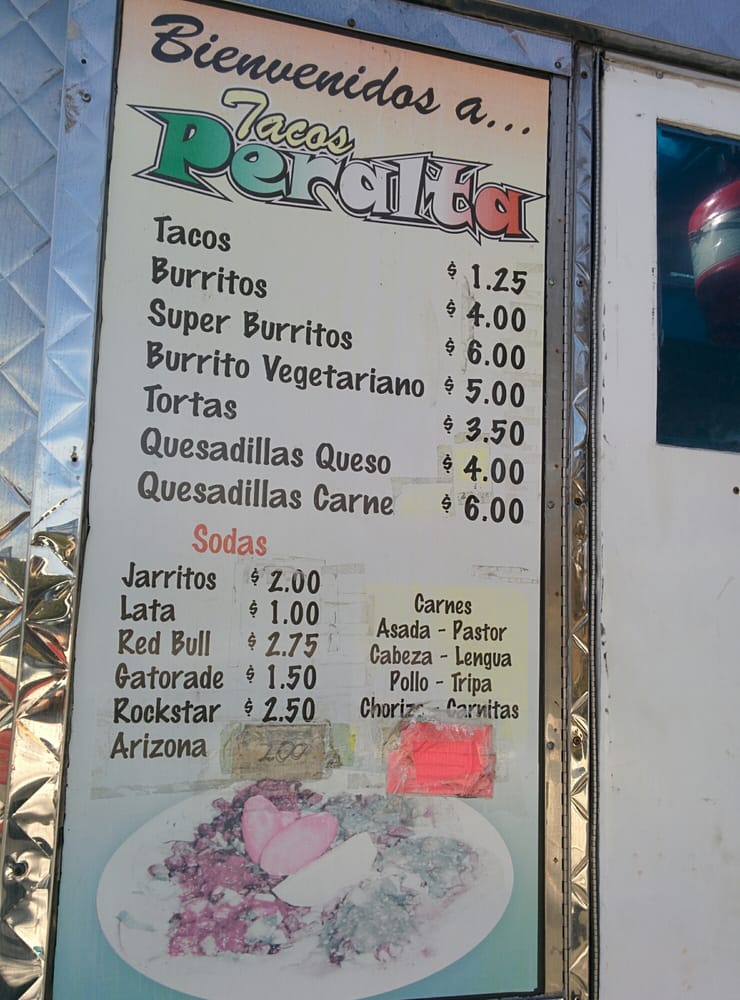 Bienvenidos a...
Tacos
Peralta
Tacos $ 1.25
Burritos $ 4.00
Super Burritos $ 6.00
Burrito Vegetariano $ 5.00
Tortas $ 3.50
Quesadillas Queso $ 4.00
Quesadillas Carne $ 6.00
Sodas
Jarritos $ 2.00
Lata $ 1.00
Red Bull $ 2.75
Gatorade $ 1.50
Rockstar $ 2.50
Arizona 2.00
Carnes
Asada - Pastor
Cabeza - Lengua
Pollo - Tripa
Chorizo - Carnitas